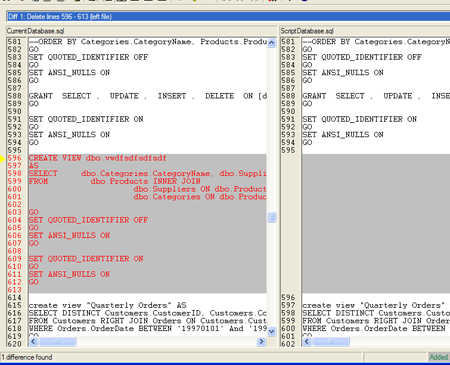 Diff 1: Delete lines 596 - 613 (left file)
CurrentDatabase.sql
581 --ORDER BY Categories.CategoryName, Products.Produ
582 GO
583 SET QUOTED_IDENTIFIER OFF
584 GO
585 SET ANSI_NULLS ON
586 GO
587
588 GRANT SELECT , UPDATE , INSERT , DELETE ON [d
589 GO
590
591 SET QUOTED_IDENTIFIER ON
592 GO
593 SET ANSI_NULLS ON
594 GO
595
596 CREATE VIEW dbo.vwdfsdfsdfsdf
597 AS
598 SELECT dbo.Categories.CategoryName, dbo.Suppli
599 FROM dbo.Products INNER JOIN
600 dbo.Suppliers ON dbo.Product
601 dbo.Categories ON dbo.Produc
602
603 GO
604 SET QUOTED_IDENTIFIER OFF
605 GO
606 SET ANSI_NULLS ON
607 GO
608
609 SET QUOTED_IDENTIFIER ON
610 GO
611 SET ANSI_NULLS ON
612 GO
613
614
615 create view "Quarterly Orders" AS
616 SELECT DISTINCT Customers.CustomerID, Customers.Co
617 FROM Customers RIGHT JOIN Orders ON Customers.Cust
618 WHERE Orders.OrderDate BETWEEN '19970101' And '199
619 GO
620
ScriptDatabase.sql
581 --ORDER BY Categories.CategoryNa
582 GO
583 SET QUOTED_IDENTIFIER OFF
584 GO
585 SET ANSI_NULLS ON
586 GO
587
588 GRANT SELECT , UPDATE , INSE
589 GO
590
591 SET QUOTED_IDENTIFIER ON
592 GO
593 SET ANSI_NULLS ON
594 GO
595
596
597 create view "Quarterly Orders"
598 SELECT DISTINCT Customers.Custom
599 FROM Customers RIGHT JOIN Orders
600 WHERE Orders.OrderDate BETWEEN '
601 GO
602
1 difference found
Added